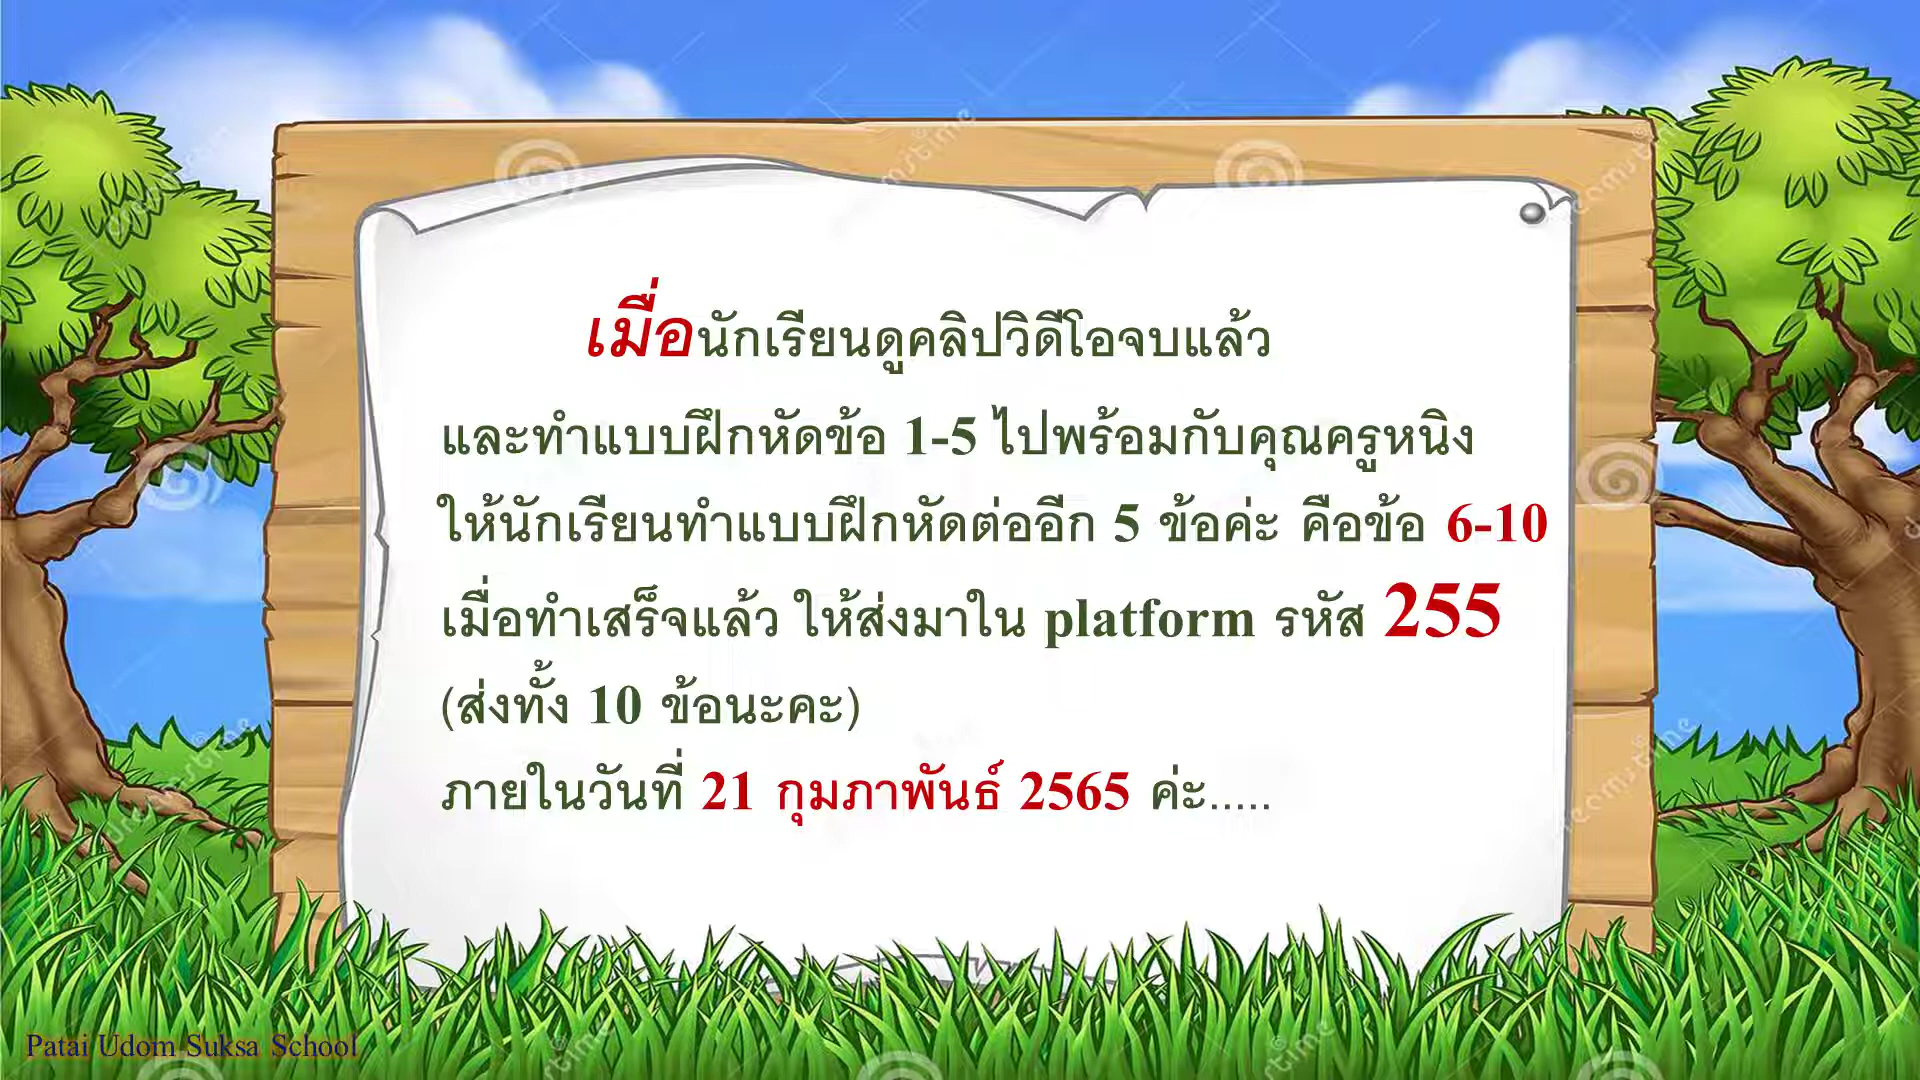 เมื่อนักเรียนดูคลิปวิดีโอจบแล้ว
และทำแบบฝึกหัดข้อ 1-5 ไปพร้อมกับคุณครูหนิง
ให้นักเรียนทำแบบฝึกหัดต่ออีก 5 ข้อค่ะ คือข้อ 6-10
เมื่อทำเสร็จแล้ว ให้ส่งมาใน platform รหัส 255
(ส่งทั้ง 10 ข้อนะคะ)
ภายในวันที่ 21 กุมภาพันธ์ 2565 ค่ะ.....
Patai Udom Suksa School